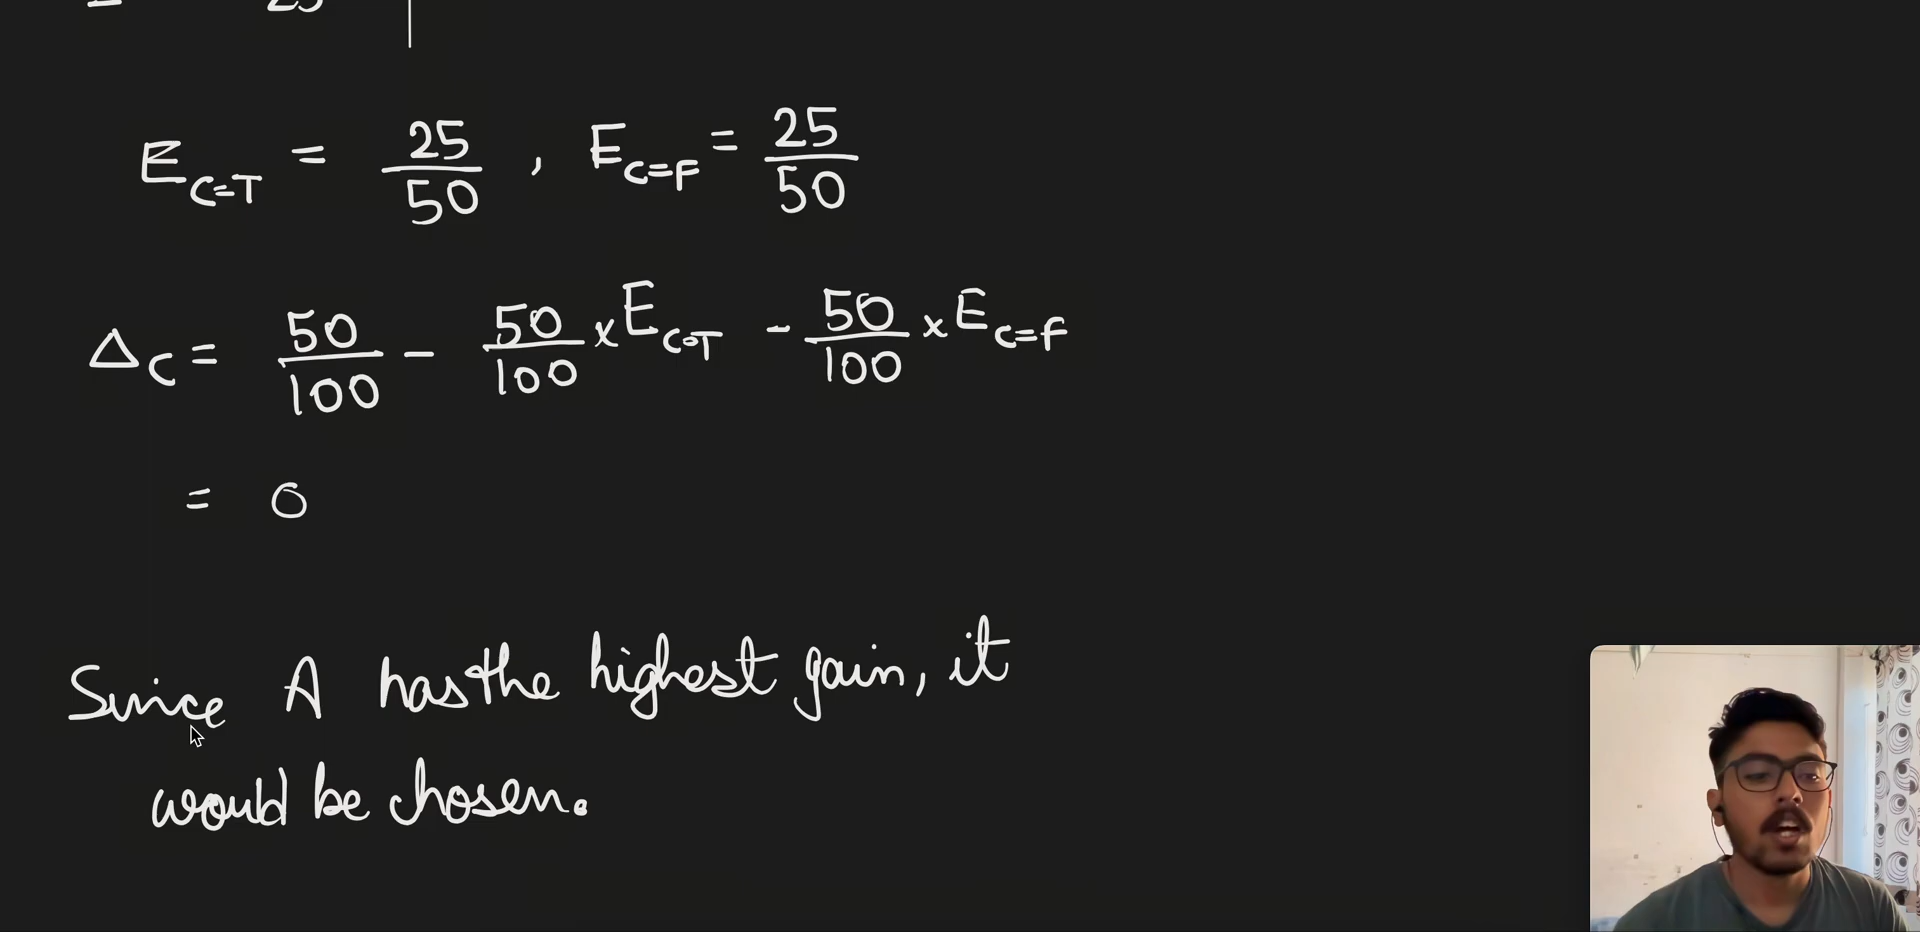 E_{C=T} = 25/50 , E_{C=F} = 25/50
Δ_C = 50/100 - 50/100 × E_{C=T} - 50/100 × E_{C=F}
= 0
Since A has the highest gain, it
would be chosen.